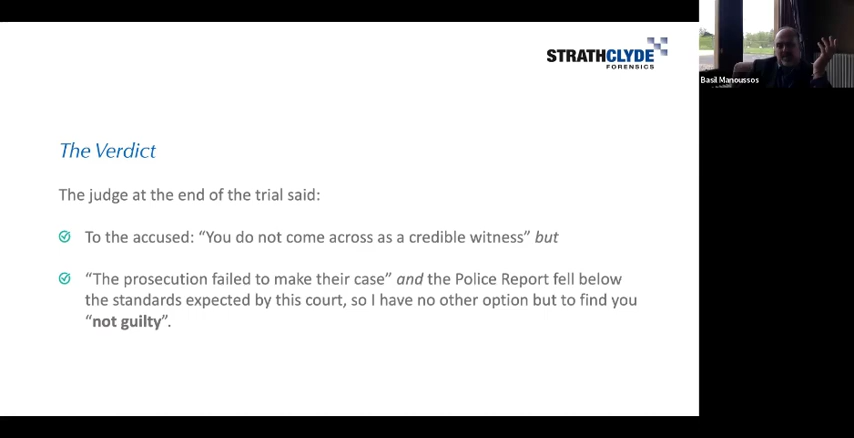 STRATHCLYDE
FORENSICS
Basil Manoussos
The Verdict
The judge at the end of the trial said:
To the accused: “You do not come across as a credible witness” but
“The prosecution failed to make their case” and the Police Report fell below
the standards expected by this court, so I have no other option but to find you
“not guilty”.